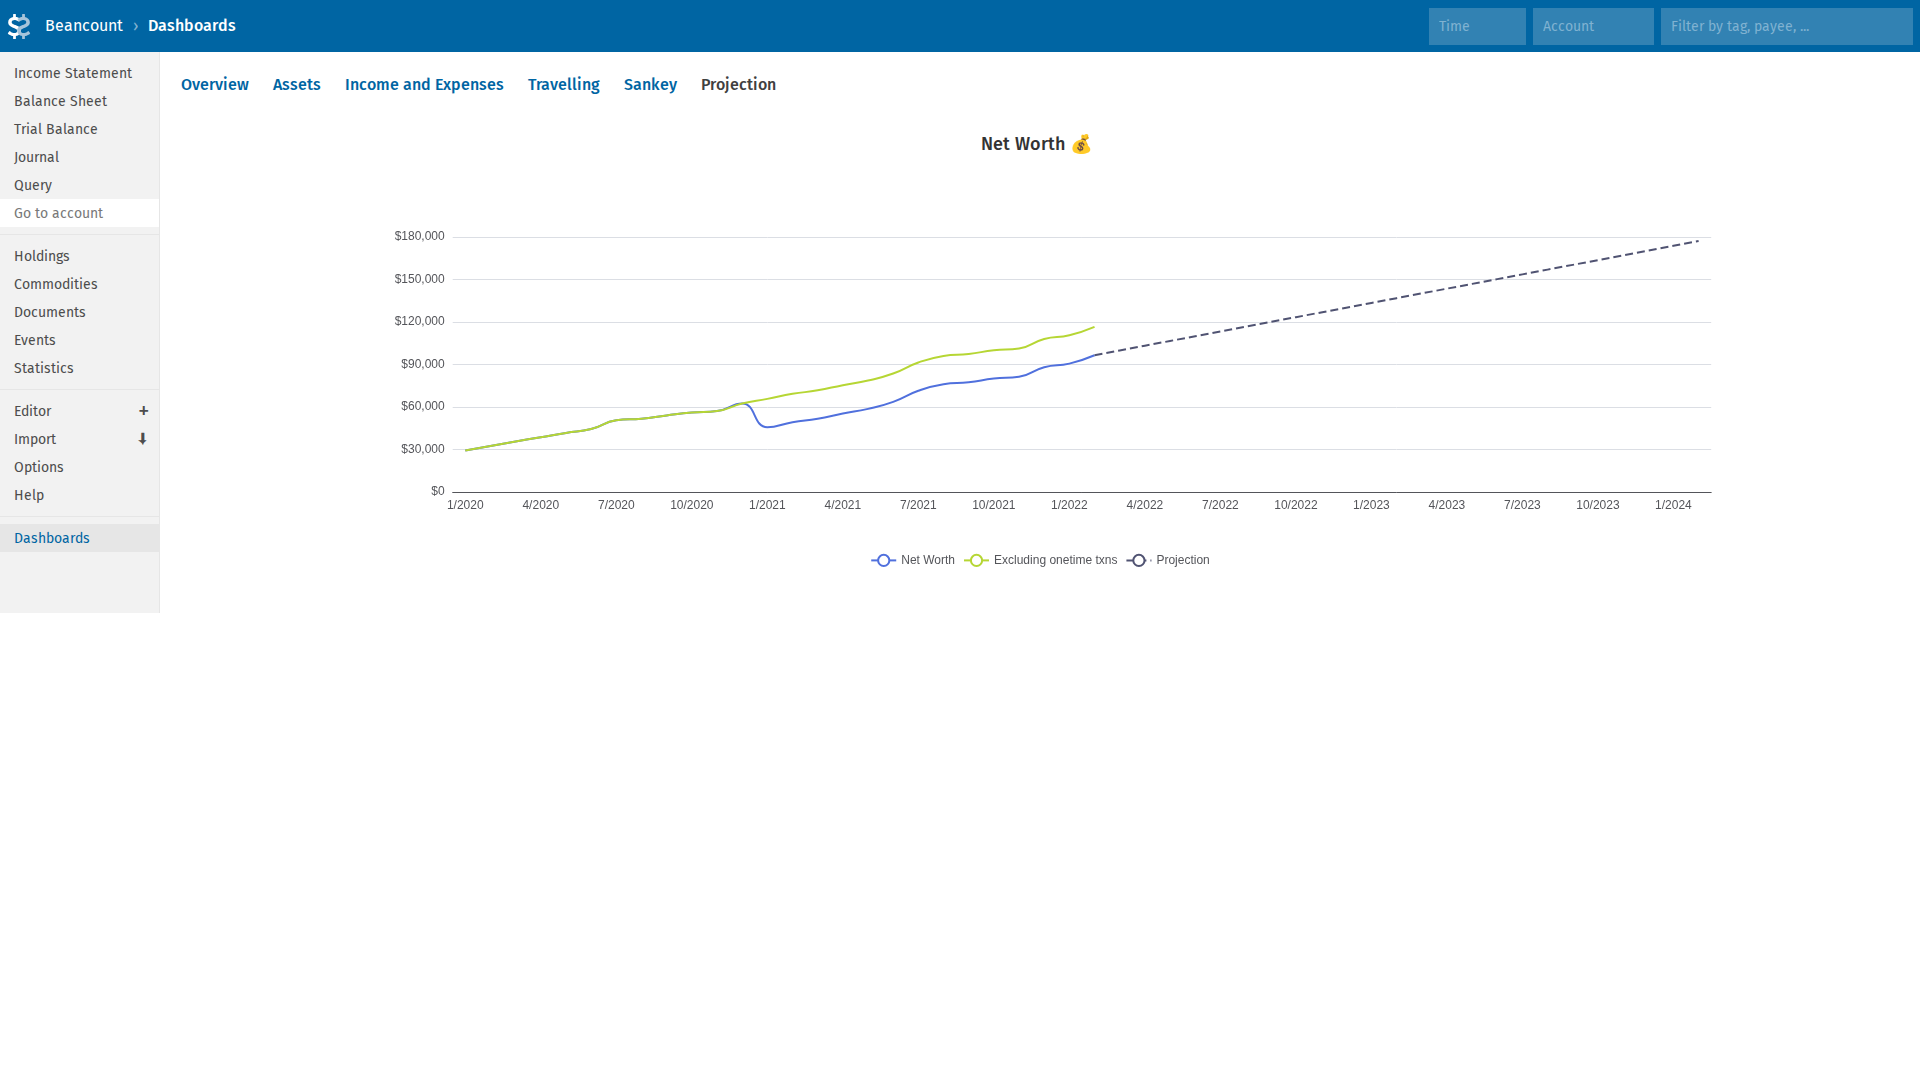 Beancount › Dashboards
Time
Account
Filter by tag, payee, ...
Income Statement
Balance Sheet
Trial Balance
Journal
Query
Go to account
Holdings
Commodities
Documents
Events
Statistics
Editor +
Import ⬇
Options
Help
Dashboards
Overview Assets Income and Expenses Travelling Sankey Projection
Net Worth 💰
$180,000
$150,000
$120,000
$90,000
$60,000
$30,000
$0
1/2020 4/2020 7/2020 10/2020 1/2021 4/2021 7/2021 10/2021 1/2022 4/2022 7/2022 10/2022 1/2023 4/2023 7/2023 10/2023 1/2024
Net Worth Excluding onetime txns Projection